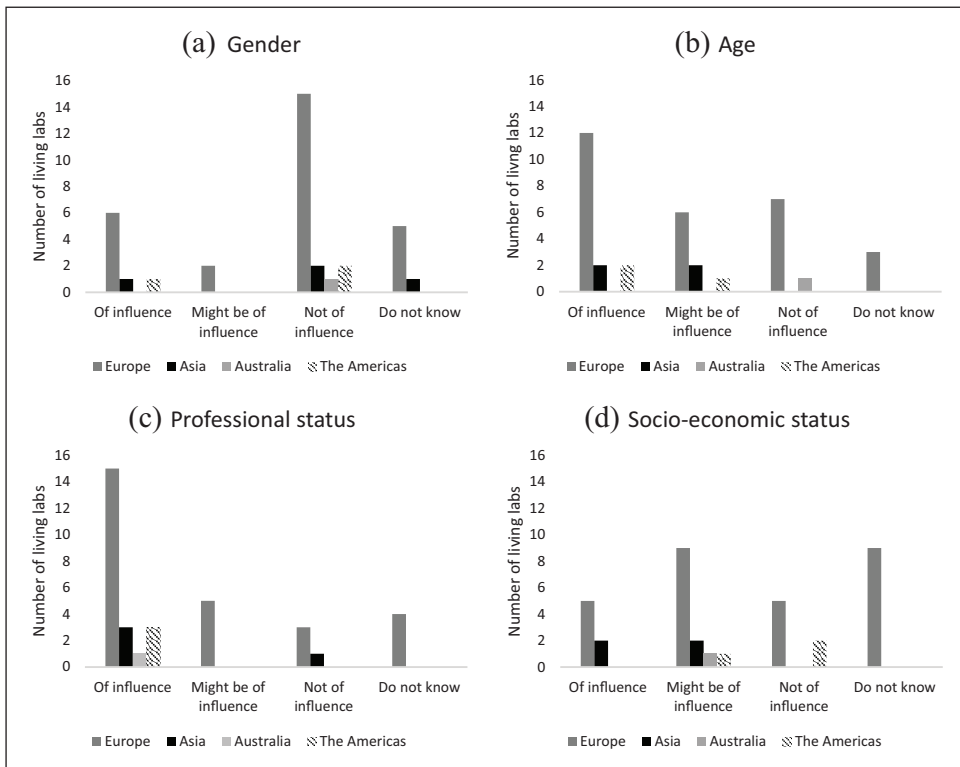 (a) Gender
Number of living labs
16
14
12
10
8
6
4
2
0
Of influence
Might be of
influence
Not of
influence
Do not know
Europe Asia Australia The Americas
(b) Age
Number of livng labs
16
14
12
10
8
6
4
2
0
Of influence
Might be of
influence
Not of
influence
Do not know
Europe Asia Australia The Americas
(c) Professional status
Number of living labs
16
14
12
10
8
6
4
2
0
Of influence
Might be of
influence
Not of
influence
Do not know
Europe Asia Australia The Americas
(d) Socio-economic status
Number of living labs
16
14
12
10
8
6
4
2
0
Of influence
Might be of
influence
Not of
influence
Do not know
Europe Asia Australia The Americas